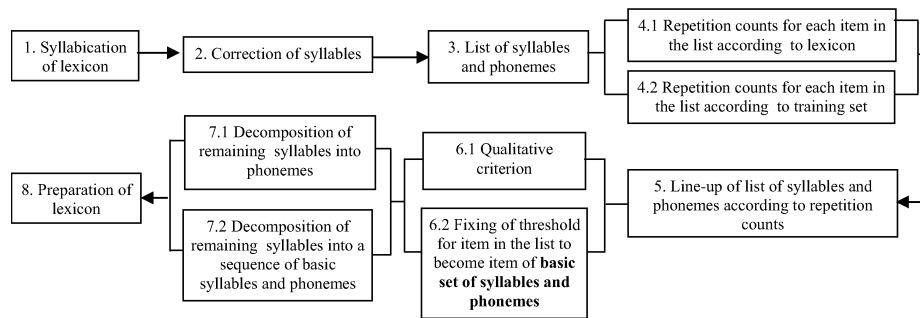 1. Syllabication
of lexicon
2. Correction of syllables
3. List of syllables
and phonemes
4.1 Repetition counts for each item in
the list according to lexicon
4.2 Repetition counts for each item in
the list according to training set
5. Line-up of list of syllables and
phonemes according to repetition
counts
6.1 Qualitative
criterion
6.2 Fixing of threshold
for item in the list to
become item of basic
set of syllables and
phonemes
7.1 Decomposition of
remaining syllables into
phonemes
7.2 Decomposition of
remaining syllables into a
sequence of basic
syllables and phonemes
8. Preparation of
lexicon